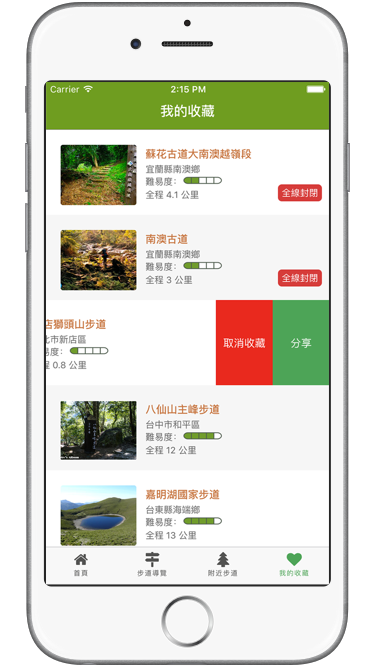 Carrier
2:15 PM
我的收藏
蘇花古道大南澳越嶺段
宜蘭縣南澳鄉
難易度：
全程 4.1 公里
全線封閉
南澳古道
宜蘭縣南澳鄉
難易度：
全程 3 公里
全線封閉
店獅頭山步道
北市新店區
易度：
程 0.8 公里
取消收藏
分享
八仙山主峰步道
台中市和平區
難易度：
全程 12 公里
嘉明湖國家步道
台東縣海端鄉
難易度：
全程 13 公里
首頁
步道導覽
附近步道
我的收藏